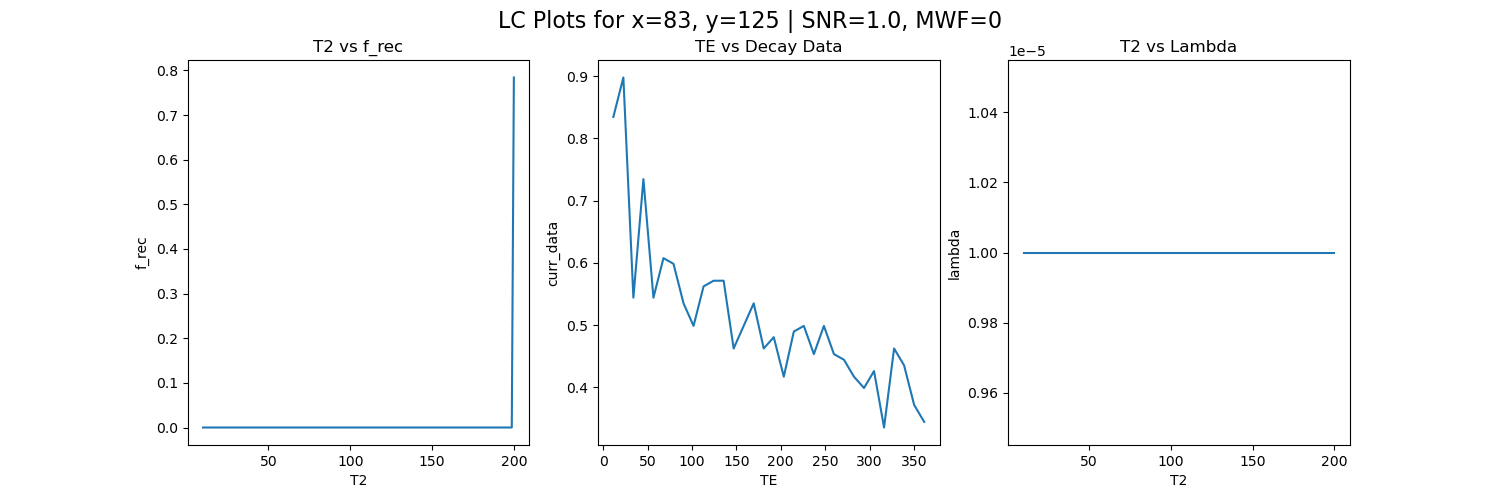 LC Plots for x=83, y=125 | SNR=1.0, MWF=0
T2 vs f_rec
0.8
0.7
0.6
0.5
0.4
0.3
0.2
0.1
0.0
f_rec
50 100 150 200
T2
TE vs Decay Data
0.9
0.8
0.7
0.6
0.5
0.4
curr_data
0 50 100 150 200 250 300 350
TE
T2 vs Lambda
1e−5
1.04
1.02
1.00
0.98
0.96
lambda
50 100 150 200
T2